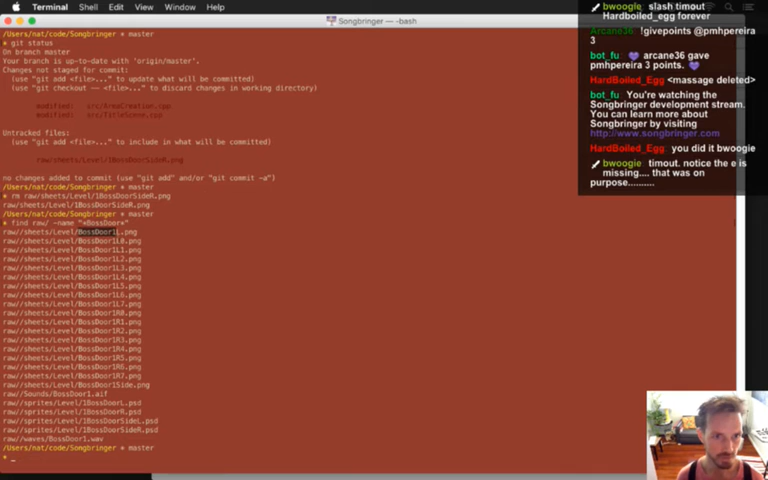 Terminal Shell Edit View Window Help
Songbringer — -bash
/Users/nat/code/Songbringer * master
* git status
On branch master
Your branch is up-to-date with 'origin/master'.
Changes not staged for commit:
(use "git add <file>..." to update what will be committed)
(use "git checkout -- <file>..." to discard changes in working directory)
modified: src/AreaCreation.cpp
modified: src/TitleScene.cpp
Untracked files:
(use "git add <file>..." to include in what will be committed)
raw/sheets/Level/1BossDoorSideR.png
no changes added to commit (use "git add" and/or "git commit -a")
/Users/nat/code/Songbringer * master
* rm raw/sheets/Level/1BossDoorSideR.png
raw/sheets/Level/1BossDoorSideR.png
/Users/nat/code/Songbringer * master
* find raw/ -name "*BossDoor*"
raw//sheets/Level/BossDoor1L.png
raw//sheets/Level/BossDoor1L0.png
raw//sheets/Level/BossDoor1L1.png
raw//sheets/Level/BossDoor1L2.png
raw//sheets/Level/BossDoor1L3.png
raw//sheets/Level/BossDoor1L4.png
raw//sheets/Level/BossDoor1L5.png
raw//sheets/Level/BossDoor1L6.png
raw//sheets/Level/BossDoor1L7.png
raw//sheets/Level/BossDoor1R0.png
raw//sheets/Level/BossDoor1R1.png
raw//sheets/Level/BossDoor1R2.png
raw//sheets/Level/BossDoor1R3.png
raw//sheets/Level/BossDoor1R4.png
raw//sheets/Level/BossDoor1R5.png
raw//sheets/Level/BossDoor1R6.png
raw//sheets/Level/BossDoor1R7.png
raw//sheets/Level/BossDoor1Side.png
raw//Sounds/BossDoor1.aif
raw//sprites/Level/1BossDoorL.psd
raw//sprites/Level/1BossDoorR.psd
raw//sprites/Level/1BossDoorSideL.psd
raw//sprites/Level/1BossDoorSideR.psd
raw//waves/BossDoor1.wav
/Users/nat/code/Songbringer * master
* _
bwoogie slash timout
Hardboiled_egg forever
Arcane36 !givepoints @pmhpereira
3
bot_fu 💜 arcane36 gave
pmhpereira 3 points. 💜
HardBoiled_Egg <massage deleted>
bot_fu You're watching the
Songbringer development stream.
You can learn more about
Songbringer by visiting
http://www.songbringer.com
HardBoiled_Egg you did it bwoogie
bwoogie timout. notice the e is
missing.... that was on
purpose..........